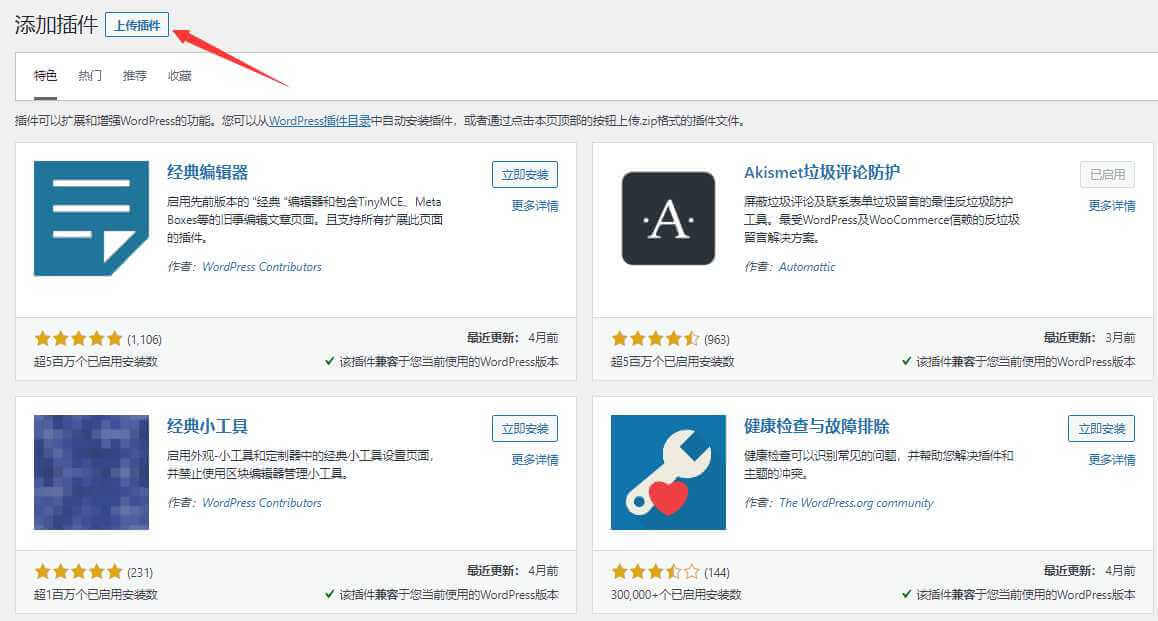 添加插件 上传插件
特色 热门 推荐 收藏
插件可以扩展和增强WordPress的功能。您可以从WordPress插件目录中自动安装插件，或者通过点击本页顶部的按钮上传.zip格式的插件文件。
经典编辑器
立即安装
更多详情
启用先前版本的 "经典 "编辑器和包含TinyMCE、Meta
Boxes等的旧事编辑文章页面。且支持所有扩展此页面
的插件。
作者：WordPress Contributors
(1,106)
最近更新： 4月前
超5百万个已启用安装数
✓ 该插件兼容于您当前使用的WordPress版本
Akismet垃圾评论防护
已启用
更多详情
屏蔽垃圾评论及联系表单垃圾留言的最佳反垃圾防护
工具。最受WordPress及WooCommerce信赖的反垃圾
留言解决方案。
作者：Automattic
·A·
(963)
最近更新： 3月前
超5百万个已启用安装数
✓ 该插件兼容于您当前使用的WordPress版本
经典小工具
立即安装
更多详情
启用外观-小工具和定制器中的经典小工具设置页面，
并禁止使用区块编辑器管理小工具。
作者：WordPress Contributors
(231)
最近更新： 4月前
超1百万个已启用安装数
✓ 该插件兼容于您当前使用的WordPress版本
健康检查与故障排除
立即安装
更多详情
健康检查可以识别常见的问题，并帮助您解决插件和
主题的冲突。
作者：The WordPress.org community
(144)
最近更新： 4月前
300,000+个已启用安装数
✓ 该插件兼容于您当前使用的WordPress版本